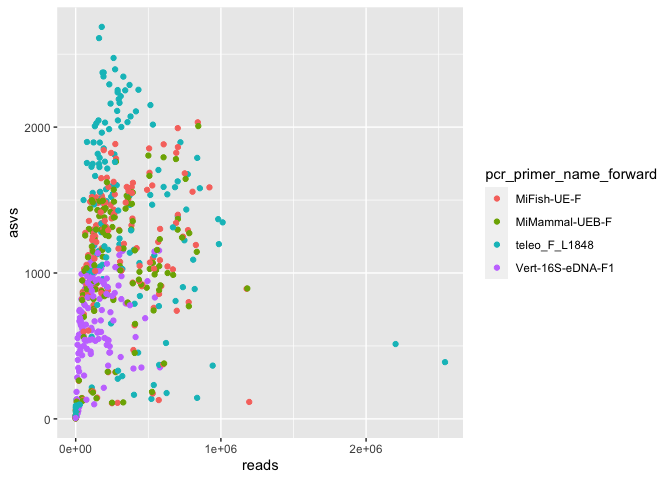 2000
1000
0
asvs
0e+00
1e+06
2e+06
reads
pcr_primer_name_forward
MiFish-UE-F
MiMammal-UEB-F
teleo_F_L1848
Vert-16S-eDNA-F1